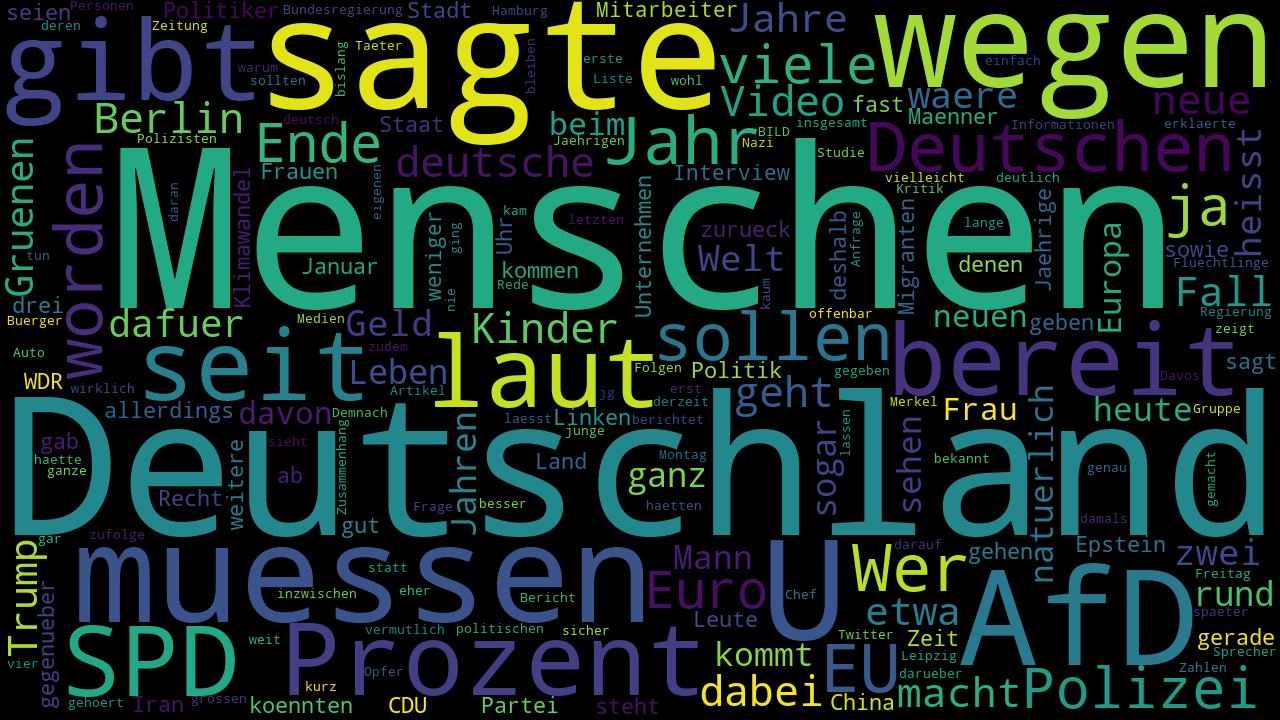 seien
Personen
Politiker
Bundesregierung
Stadt
Hamburg
Mitarbeiter
Jahre
wegen
deren
Zeitung
gibt
sagte
Taeter
bislang
bleiben
erste
Liste
wohl
viele
einfach
warum
sollten
Video
fast
waere
neue
Berlin
deutsch
Staat
beim
Jahr
BILD
insgesamt
Maenner
Informationen
erklaerte
Polizisten
Ende
Jaehrigen
Nazi
Studie
Deutschen
heisst
Gruenen
worden
Frauen
deutsche
Interview
vielleicht
deutlich
Kritik
ja
daran
Klimawandel
eigenen
Menschen
kam
letzten
Unternehmen
lange
Jaehrige
weniger
ging
Uhr
zurueck
deshalb
Anfrage
Migranten
Europa
sowie
tun
Januar
kommen
Welt
denen
Fluechtlinge
drei
nie
Rede
kaum
Fall
Buerger
dafuer
Medien
Geld
Kinder
offenbar
neuen
geben
Regierung
zeigt
Auto
seit
zudem
laut
sollen
bereit
sagt
WDR
wirklich
Leben
Artikel
Folgen
Politik
gegeben
Davos
allerdings
davon
Demnach
jg
erst
derzeit
geht
Merkel
Frau
heute
Gruppe
laesst
Linken
berichtet
junge
gab
sieht
haette
ganze
Deutschland
Zusammenhang
Jahren
Land
Montag
ganz
sogar
lassen
sehen
bekannt
natuerlich
genau
gemacht
Recht
weitere
ab
Frage
besser
haetten
damals
gut
gar
zufolge
Trump
muessen
statt
Mann
U
Wer
darauf
gehen
Epstein
zwei
gegenueber
inzwischen
eher
Bericht
Euro
Chef
etwa
AfD
Freitag
rund
spaeter
SPD
weit
Prozent
vermutlich
politischen
sicher
Leute
Twitter
Zeit
gerade
vier
Opfer
kommt
Leipzig
Sprecher
kurz
EU
darueber
Zahlen
gehoert
Iran
grossen
koennten
CDU
Partei
steht
dabei
China
macht
Polizei